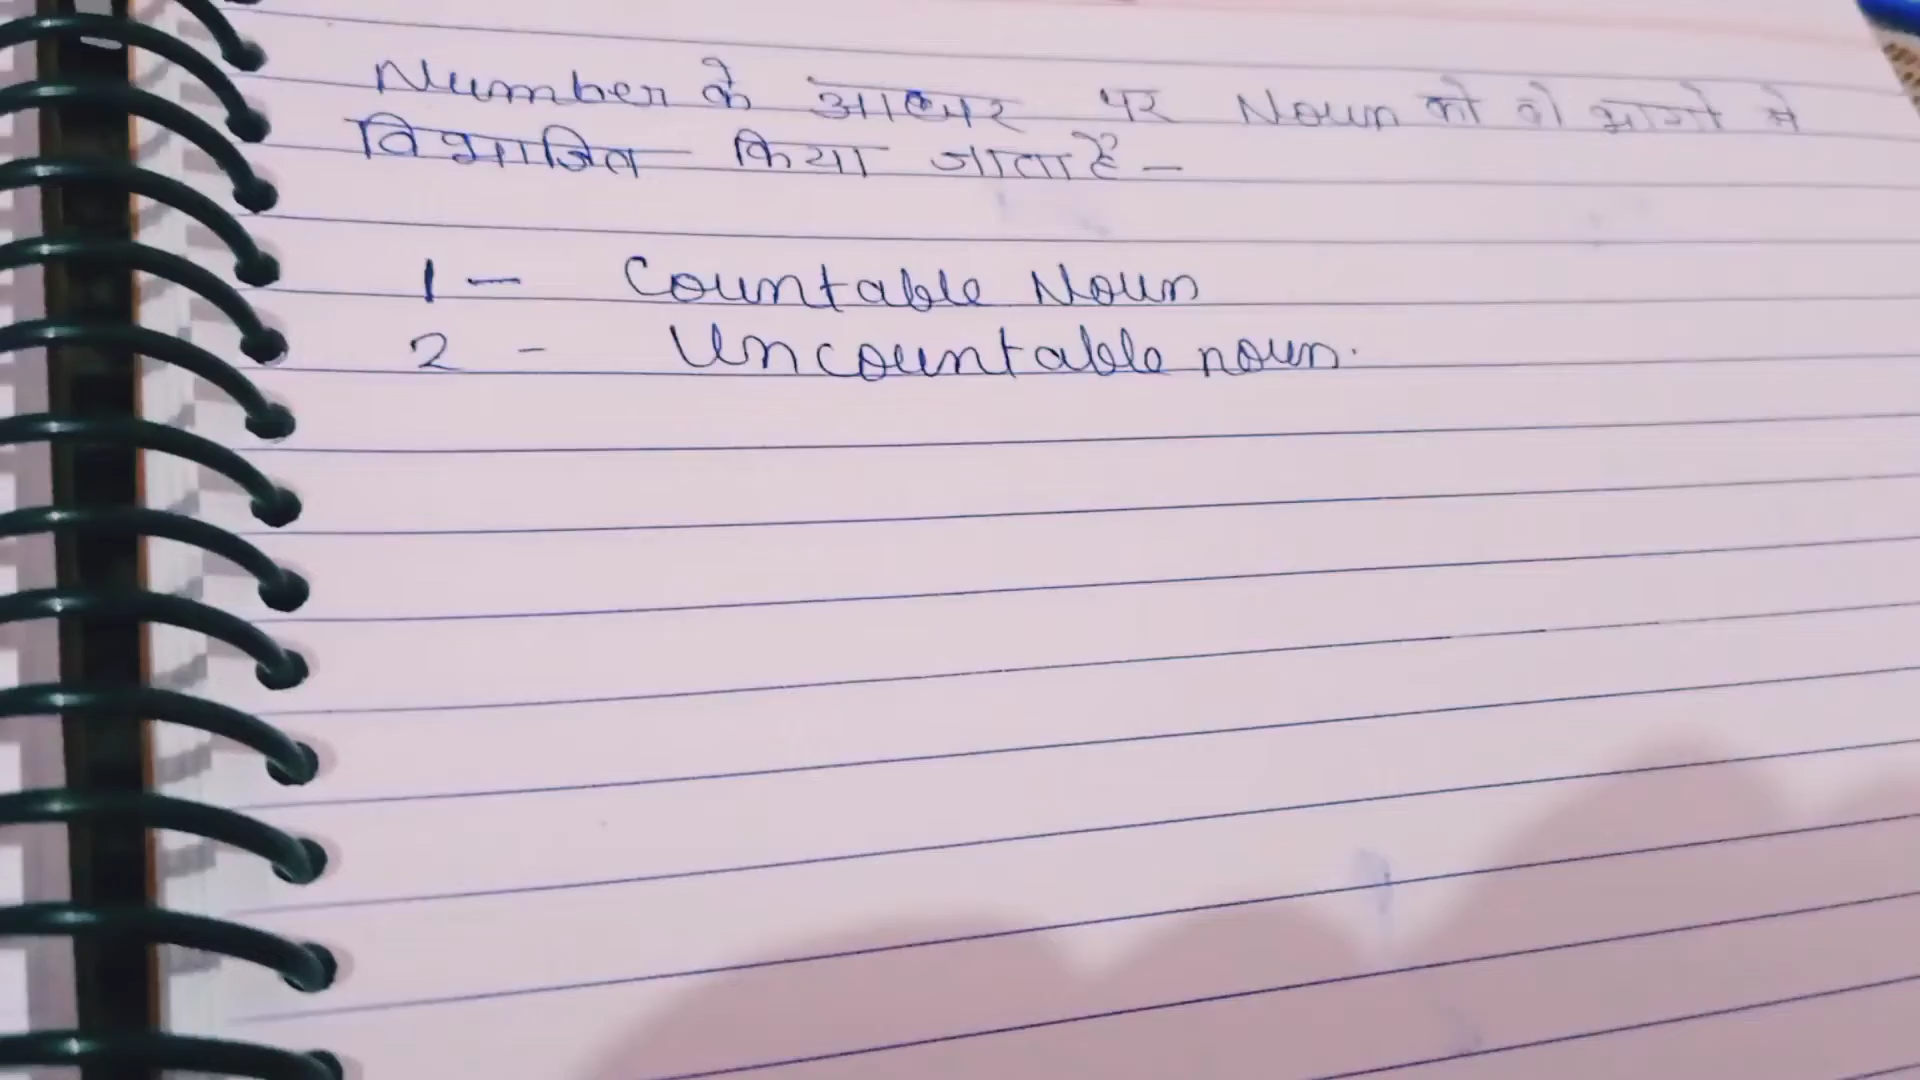 Number के आधार पर Noun को दो भागो मे
विभाजित किया जाता है -
1 - Countable Noun
2 - Uncountable noun.